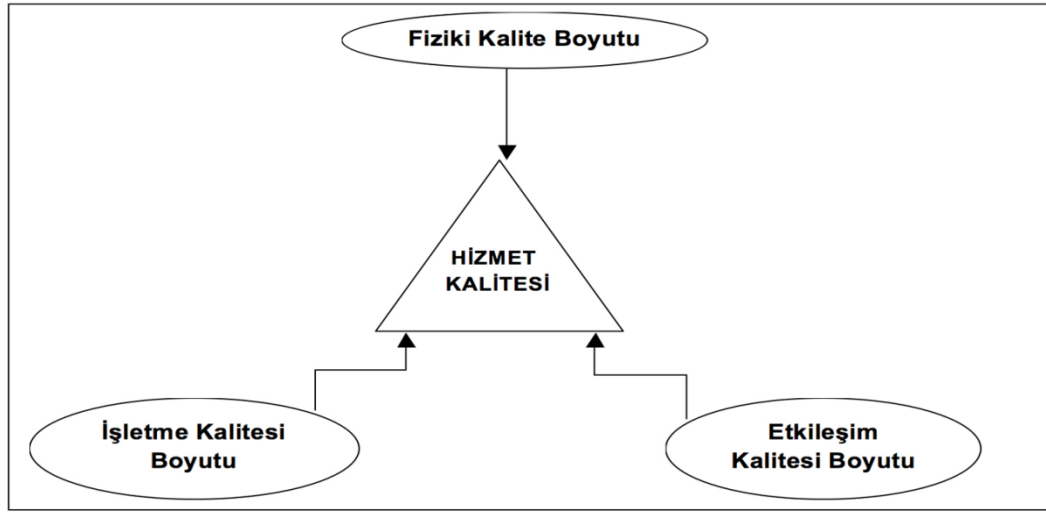 Fiziki Kalite Boyutu
HİZMET
KALİTESİ
İşletme Kalitesi
Boyutu
Etkileşim
Kalitesi Boyutu